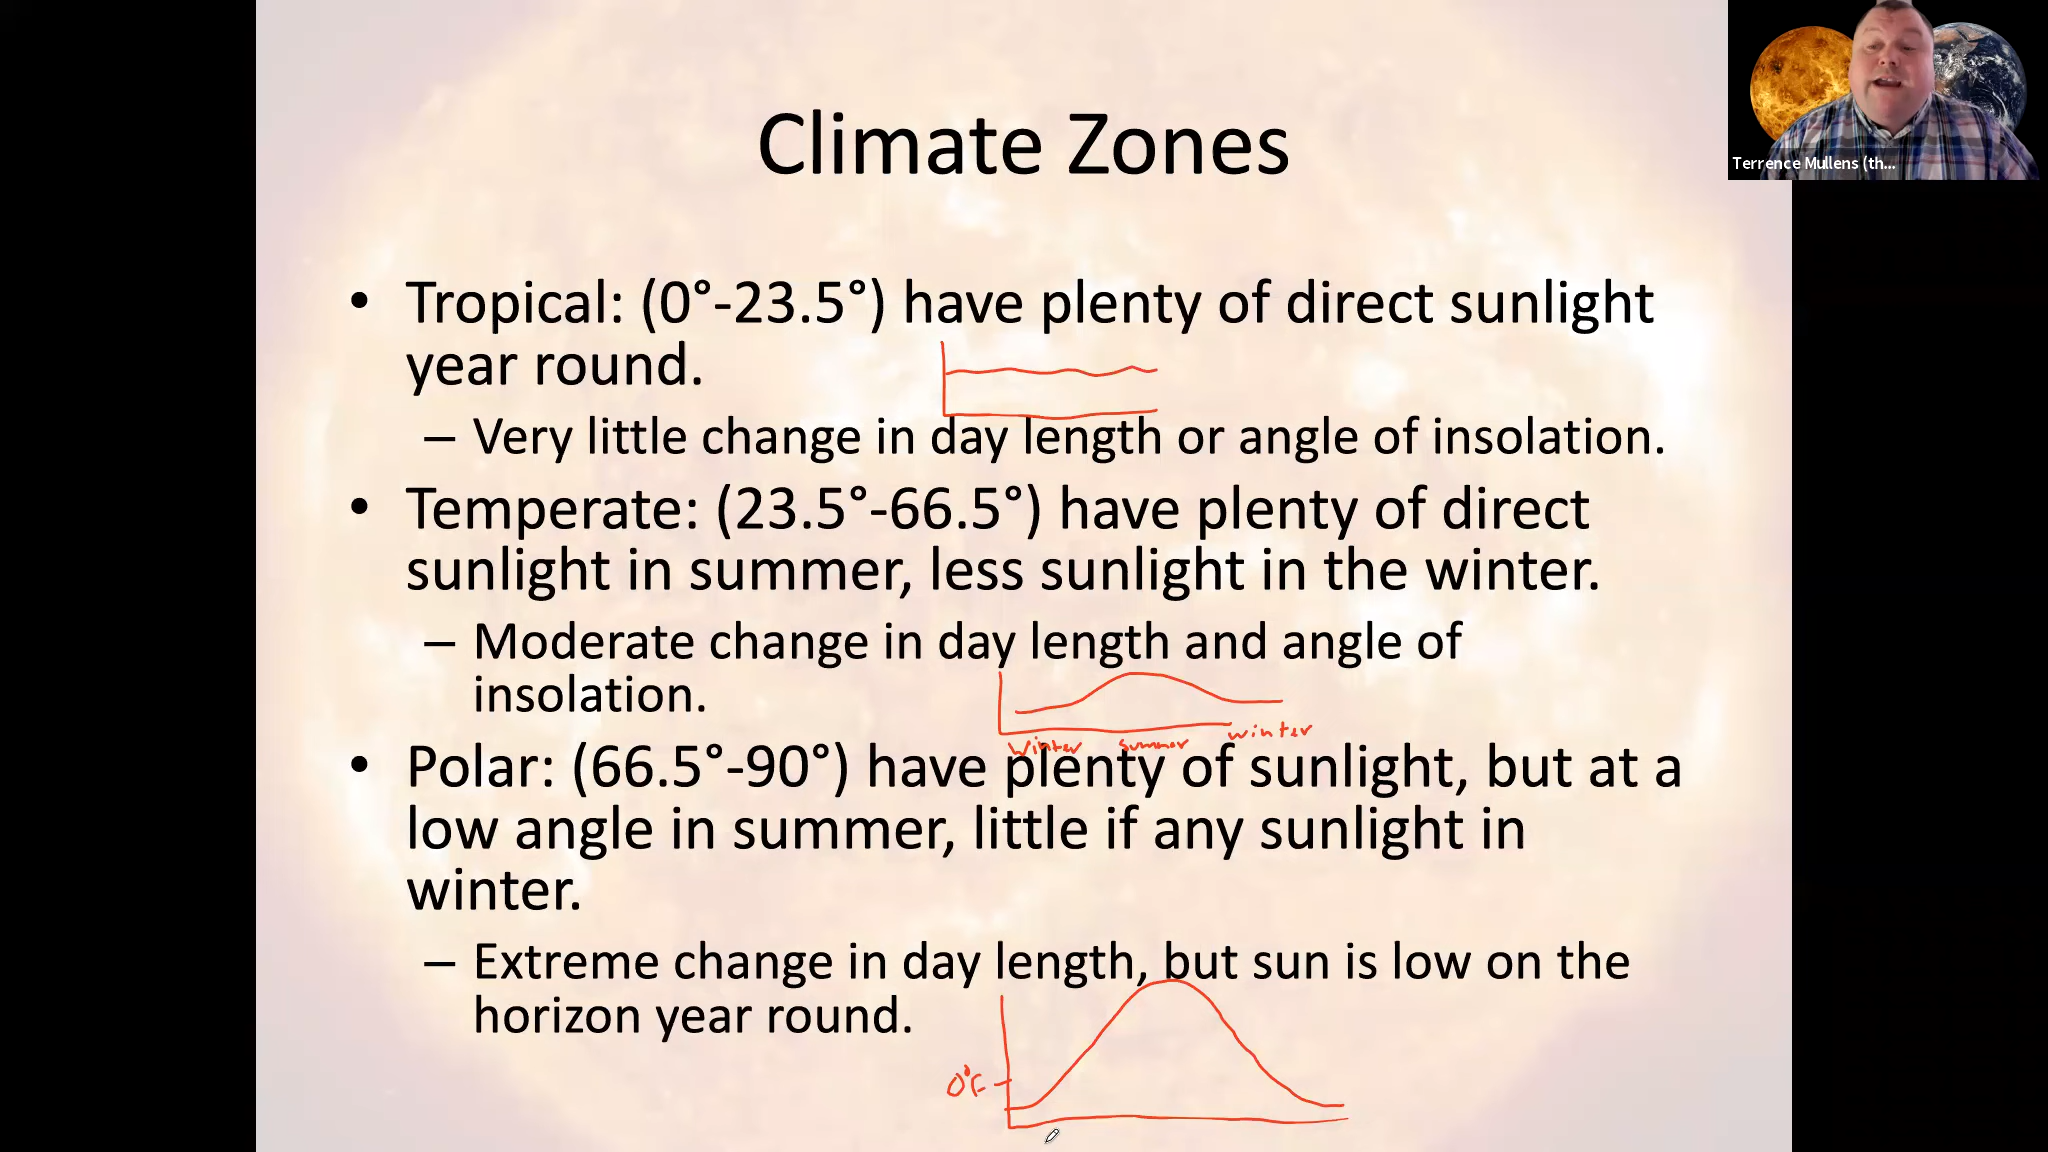 Climate Zones
Terrence Mullens (th...
• Tropical: (0°-23.5°) have plenty of direct sunlight
year round.
– Very little change in day length or angle of insolation.
• Temperate: (23.5°-66.5°) have plenty of direct
sunlight in summer, less sunlight in the winter.
– Moderate change in day length and angle of
insolation.
winter summer winter
• Polar: (66.5°-90°) have plenty of sunlight, but at a
low angle in summer, little if any sunlight in
winter.
– Extreme change in day length, but sun is low on the
horizon year round.
0°F